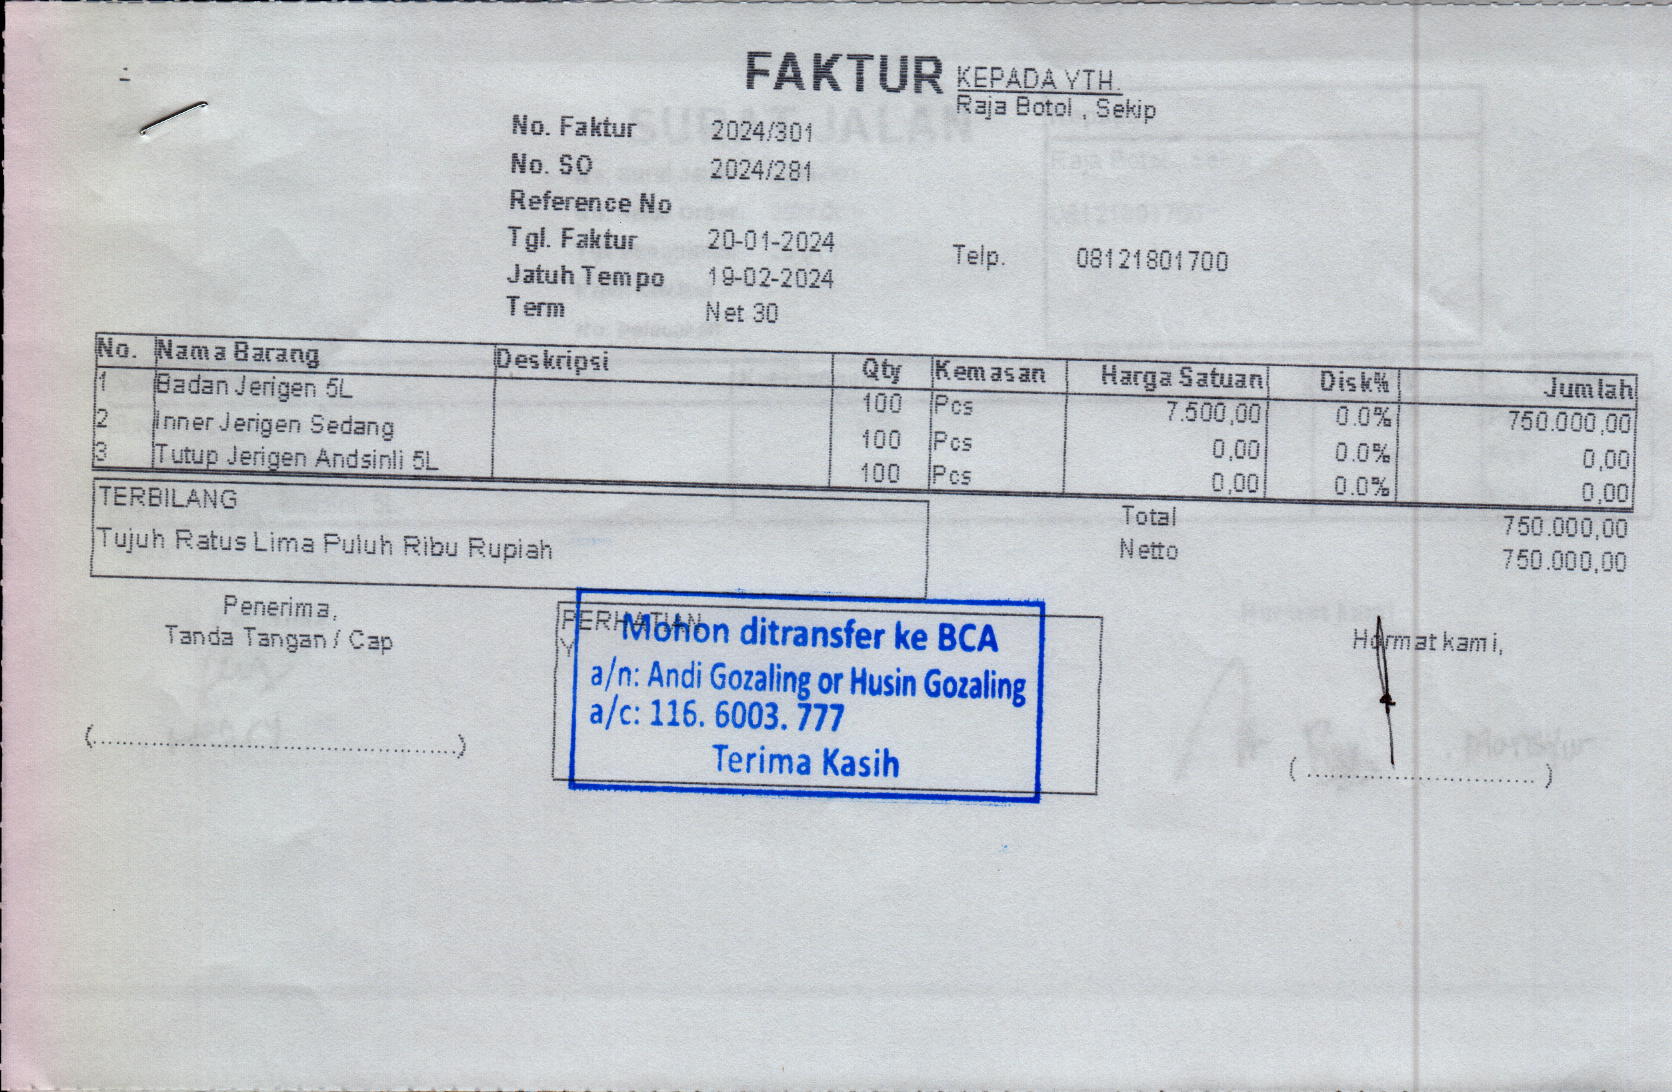 FAKTUR
KEPADA YTH.
Raja Botol , Sekip
No. Faktur 2024/301
No. SO 2024/281
Reference No
Tgl. Faktur 20-01-2024
Telp. 08121801700
Jatuh Tempo 19-02-2024
Term Net 30
No. Nama Barang Deskripsi Qty Kemasan Harga Satuan Disk% Jumlah
1 Badan Jerigen 5L 100 Pcs 7.500,00 0.0% 750.000,00
2 Inner Jerigen Sedang 100 Pcs 0,00 0.0% 0,00
3 Tutup Jerigen Andsinli 5L 100 Pcs 0,00 0.0% 0,00
TERBILANG
Tujuh Ratus Lima Puluh Ribu Rupiah
Total 750.000,00
Netto 750.000,00
Penerima,
Tanda Tangan / Cap
(........................................)
PERHATIAN
Mohon ditransfer ke BCA
a/n: Andi Gozaling or Husin Gozaling
a/c: 116. 6003. 777
Terima Kasih
Hormat kami,
(........................................)